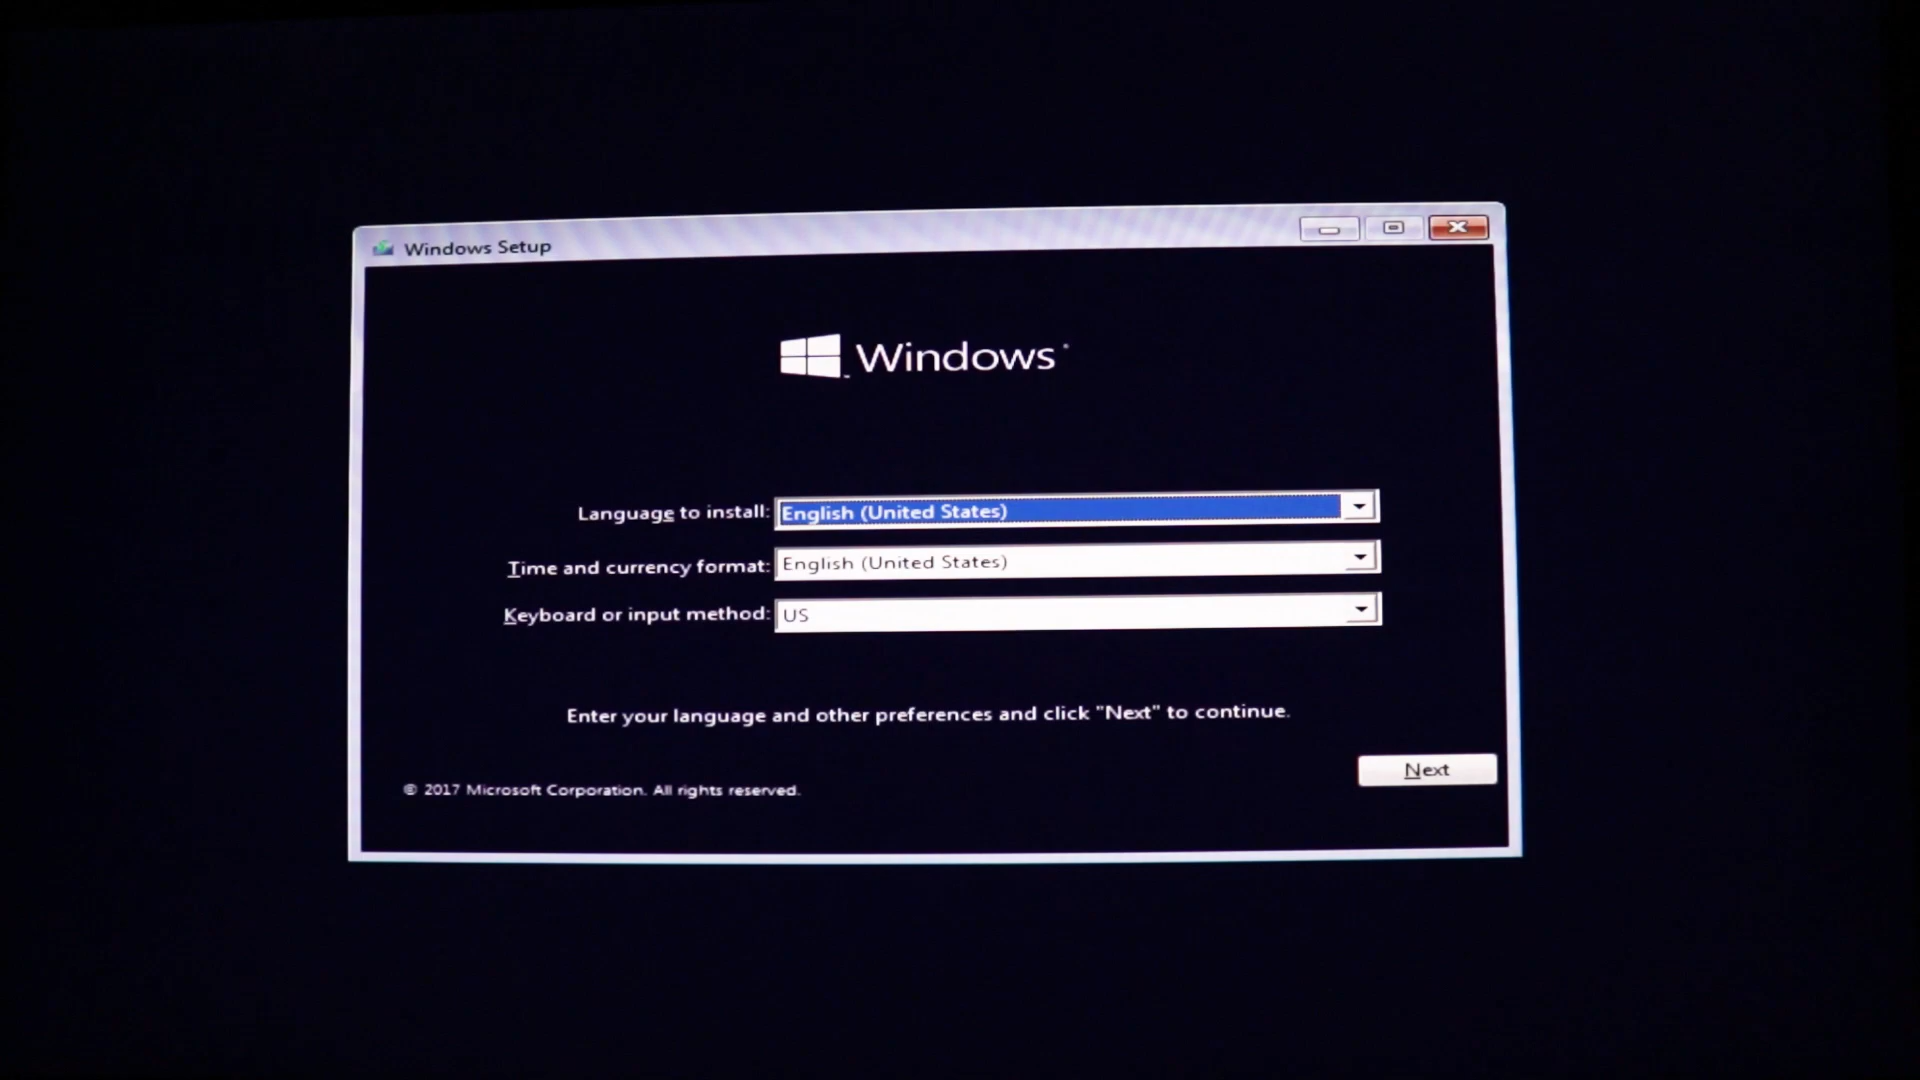 Windows Setup
Windows
Language to install: English (United States)
Time and currency format: English (United States)
Keyboard or input method: US
Enter your language and other preferences and click "Next" to continue.
Next
© 2017 Microsoft Corporation. All rights reserved.